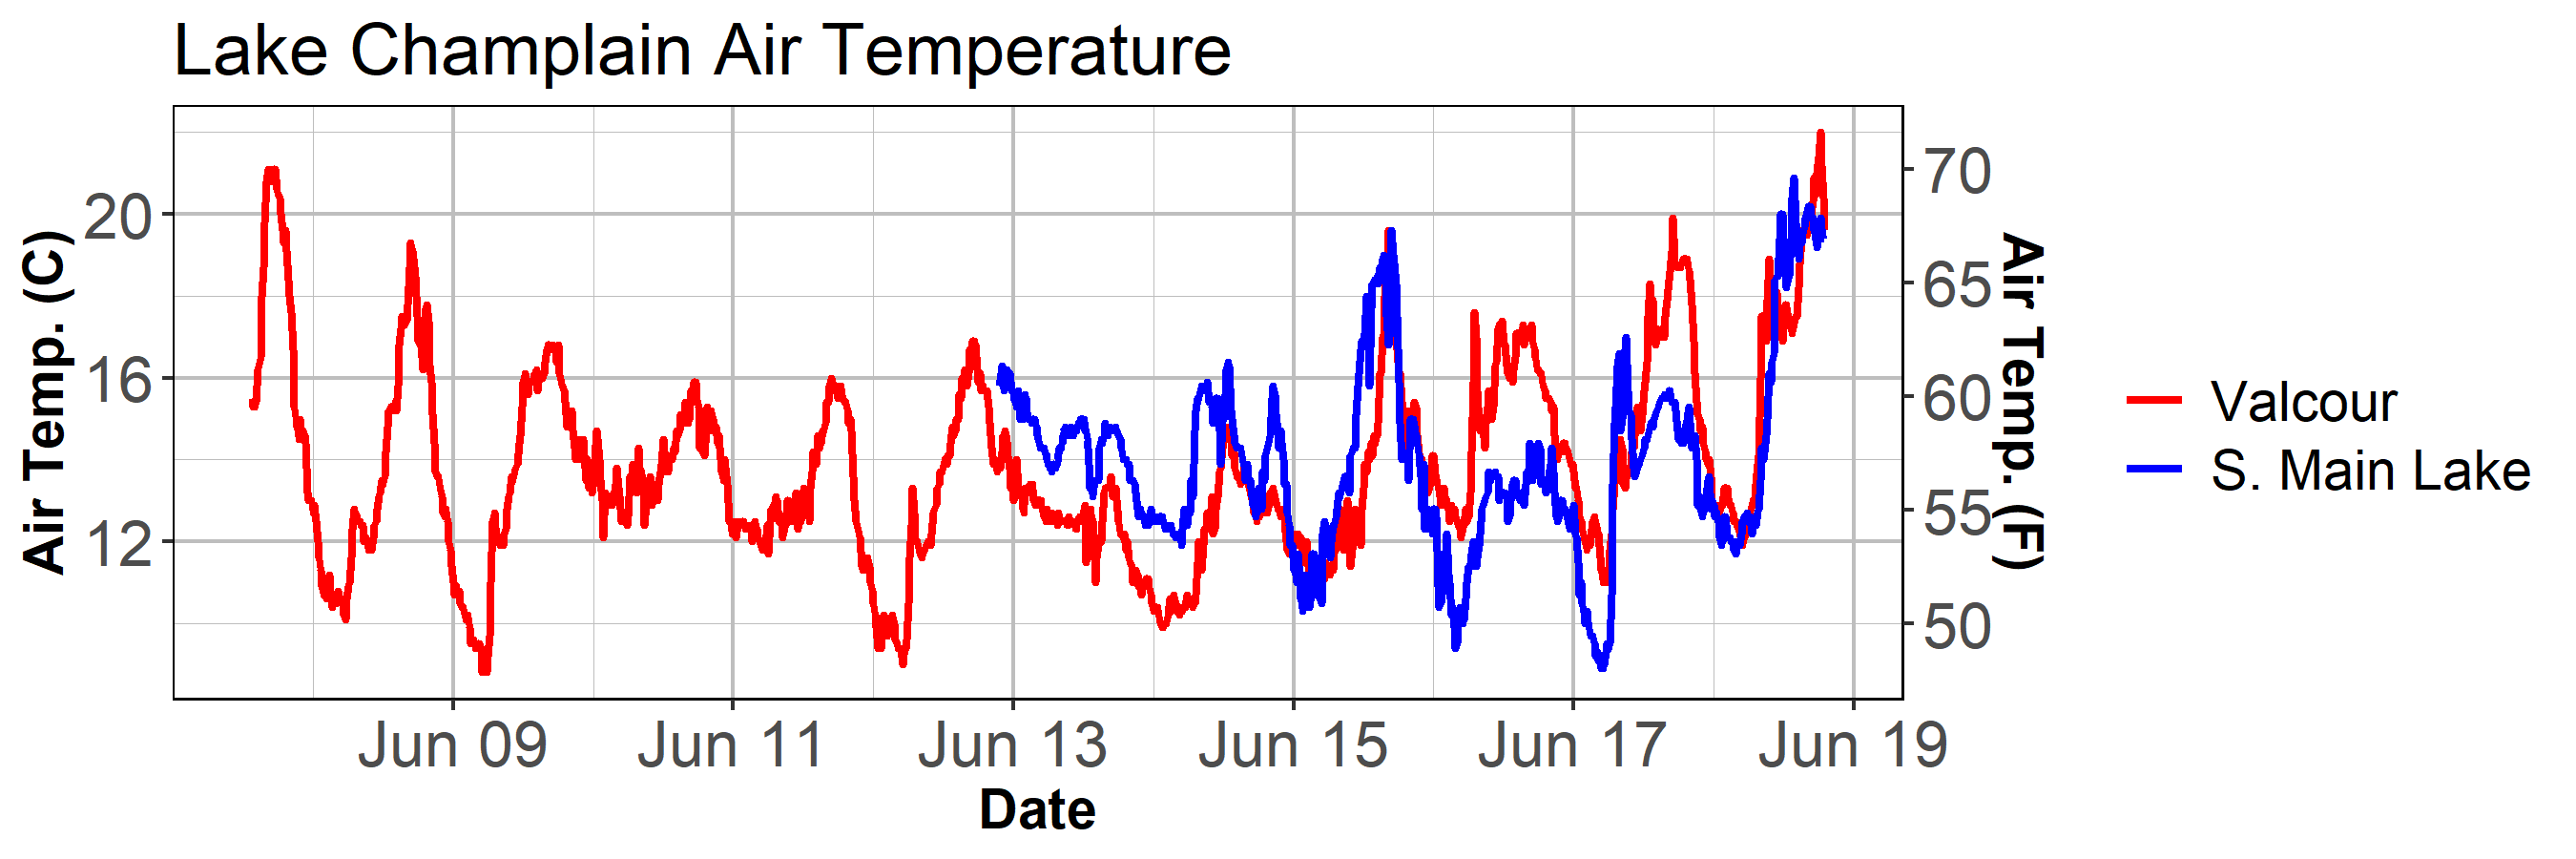 Lake Champlain Air Temperature
Air Temp. (C)
20
16
12
70
65
60
55
50
Air Temp. (F)
Jun 09
Jun 11
Jun 13
Jun 15
Jun 17
Jun 19
Date
Valcour
S. Main Lake